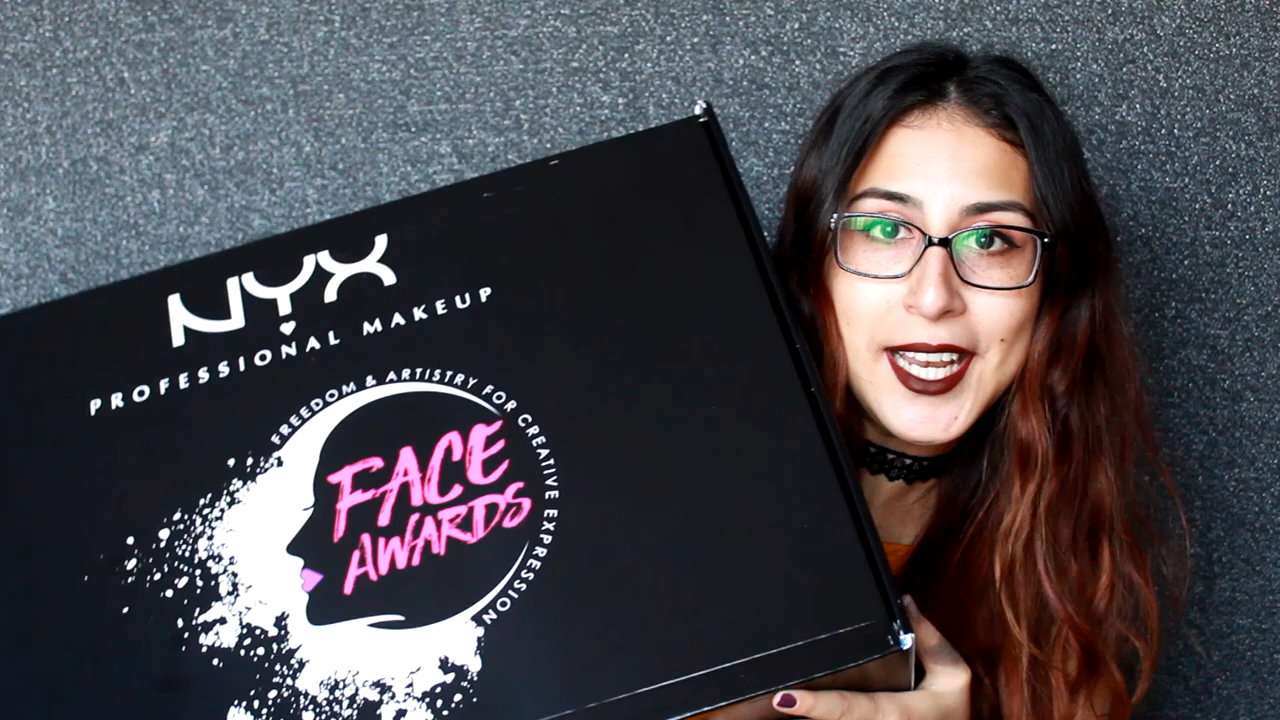 NYX
PROFESSIONAL MAKEUP
FREEDOM & ARTISTRY FOR CREATIVE EXPRESSION
FACE
AWARDS